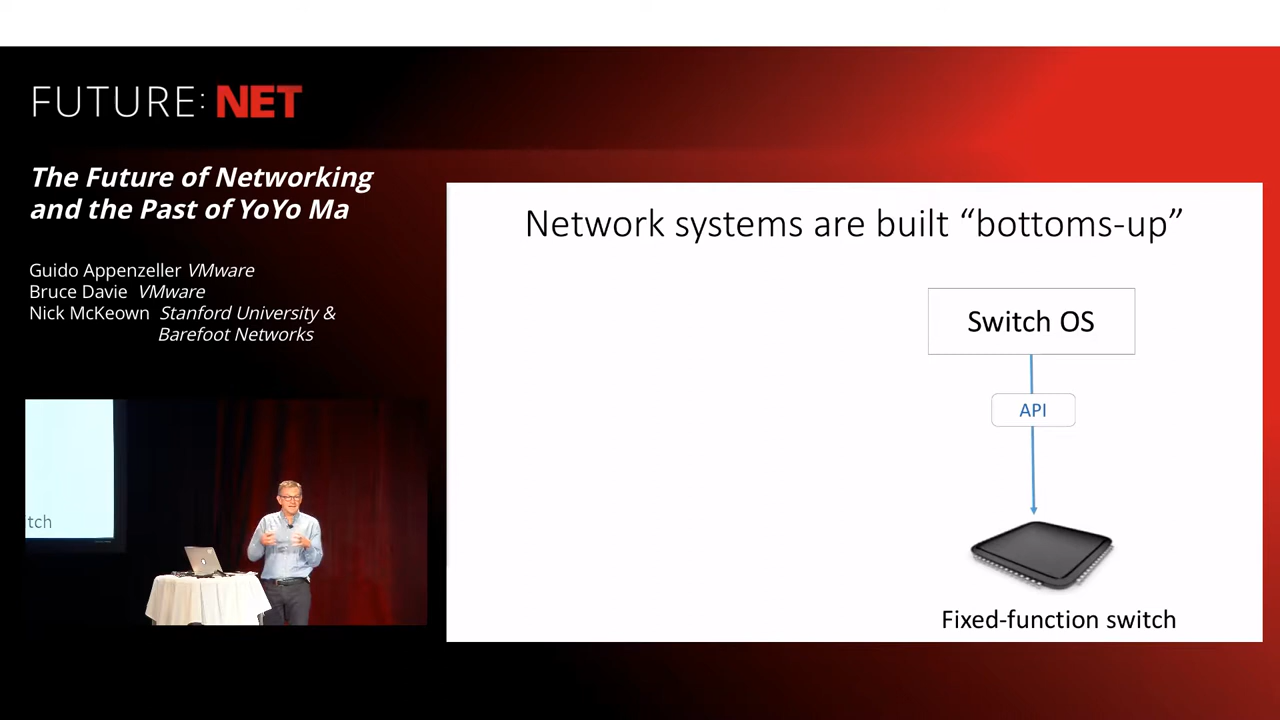 FUTURE: NET
The Future of Networking
and the Past of YoYo Ma
Guido Appenzeller VMware
Bruce Davie VMware
Nick McKeown Stanford University &
Barefoot Networks
Network systems are built “bottoms-up”
Switch OS
API
Fixed-function switch
tch